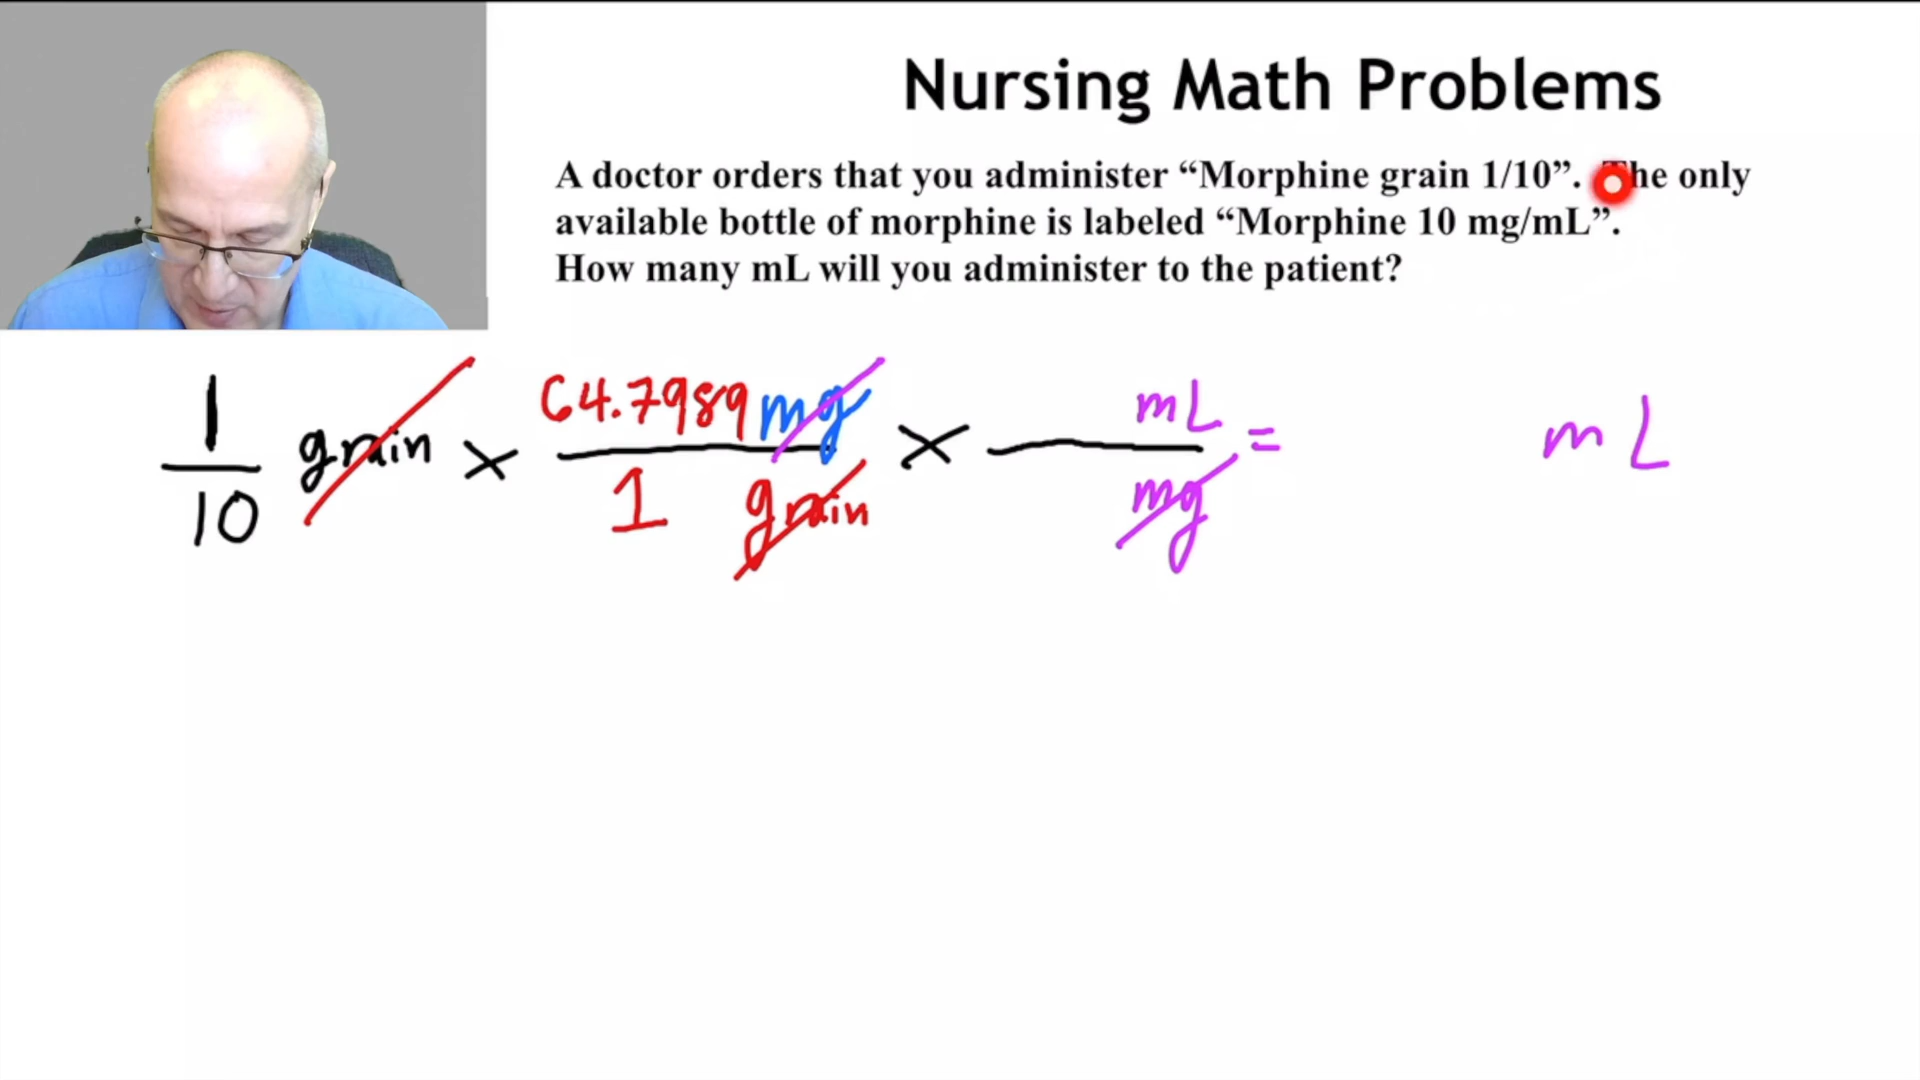 Nursing Math Problems
A doctor orders that you administer “Morphine grain 1/10”. The only
available bottle of morphine is labeled “Morphine 10 mg/mL”.
How many mL will you administer to the patient?
1 64.7989 mg mL
grain × × = mL
10 1 grain mg